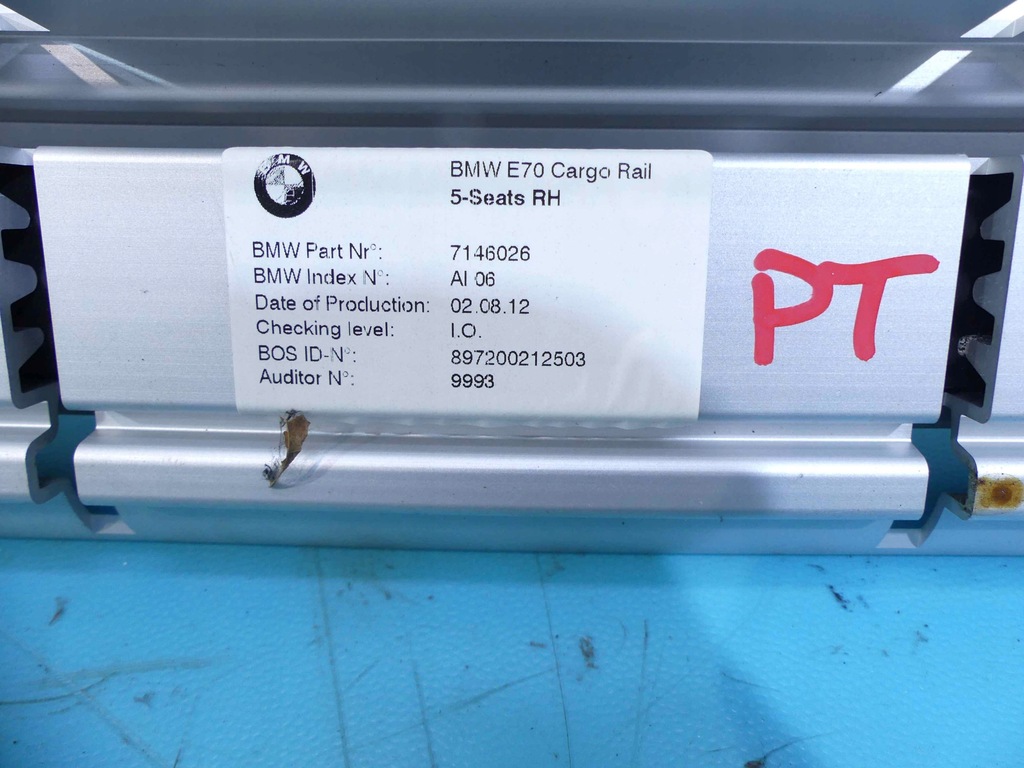 BMW
BMW E70 Cargo Rail
5-Seats RH
BMW Part Nr°: 7146026
BMW Index N°: AI 06
Date of Production: 02.08.12
Checking level: I.O.
BOS ID-N°: 897200212503
Auditor N°: 9993
PT